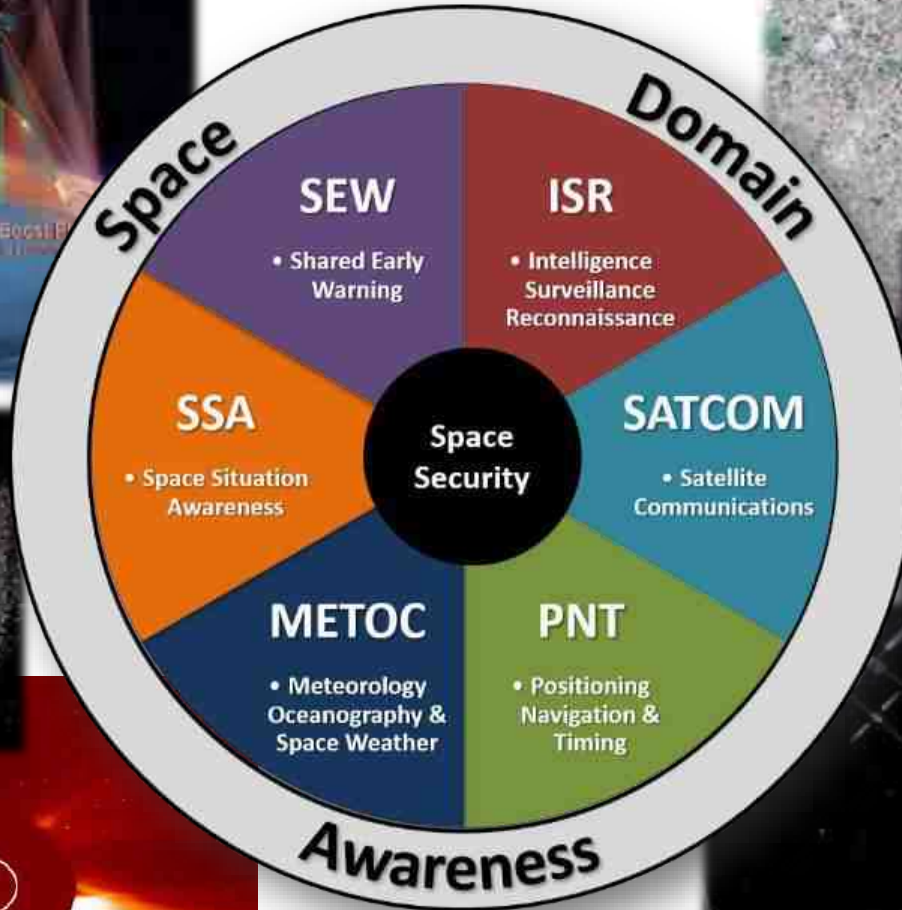 Space
Domain
SEW
• Shared Early
Warning
ISR
• Intelligence
Surveillance
Reconnaissance
SSA
• Space Situation
Awareness
Space
Security
SATCOM
• Satellite
Communications
METOC
• Meteorology
Oceanography &
Space Weather
PNT
• Positioning
Navigation &
Timing
Awareness